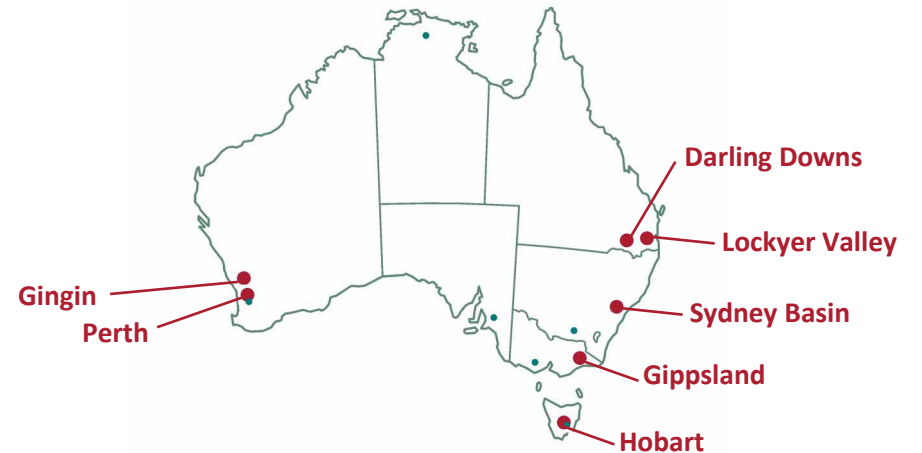 Darling Downs
Lockyer Valley
Gingin
Sydney Basin
Perth
Gippsland
Hobart